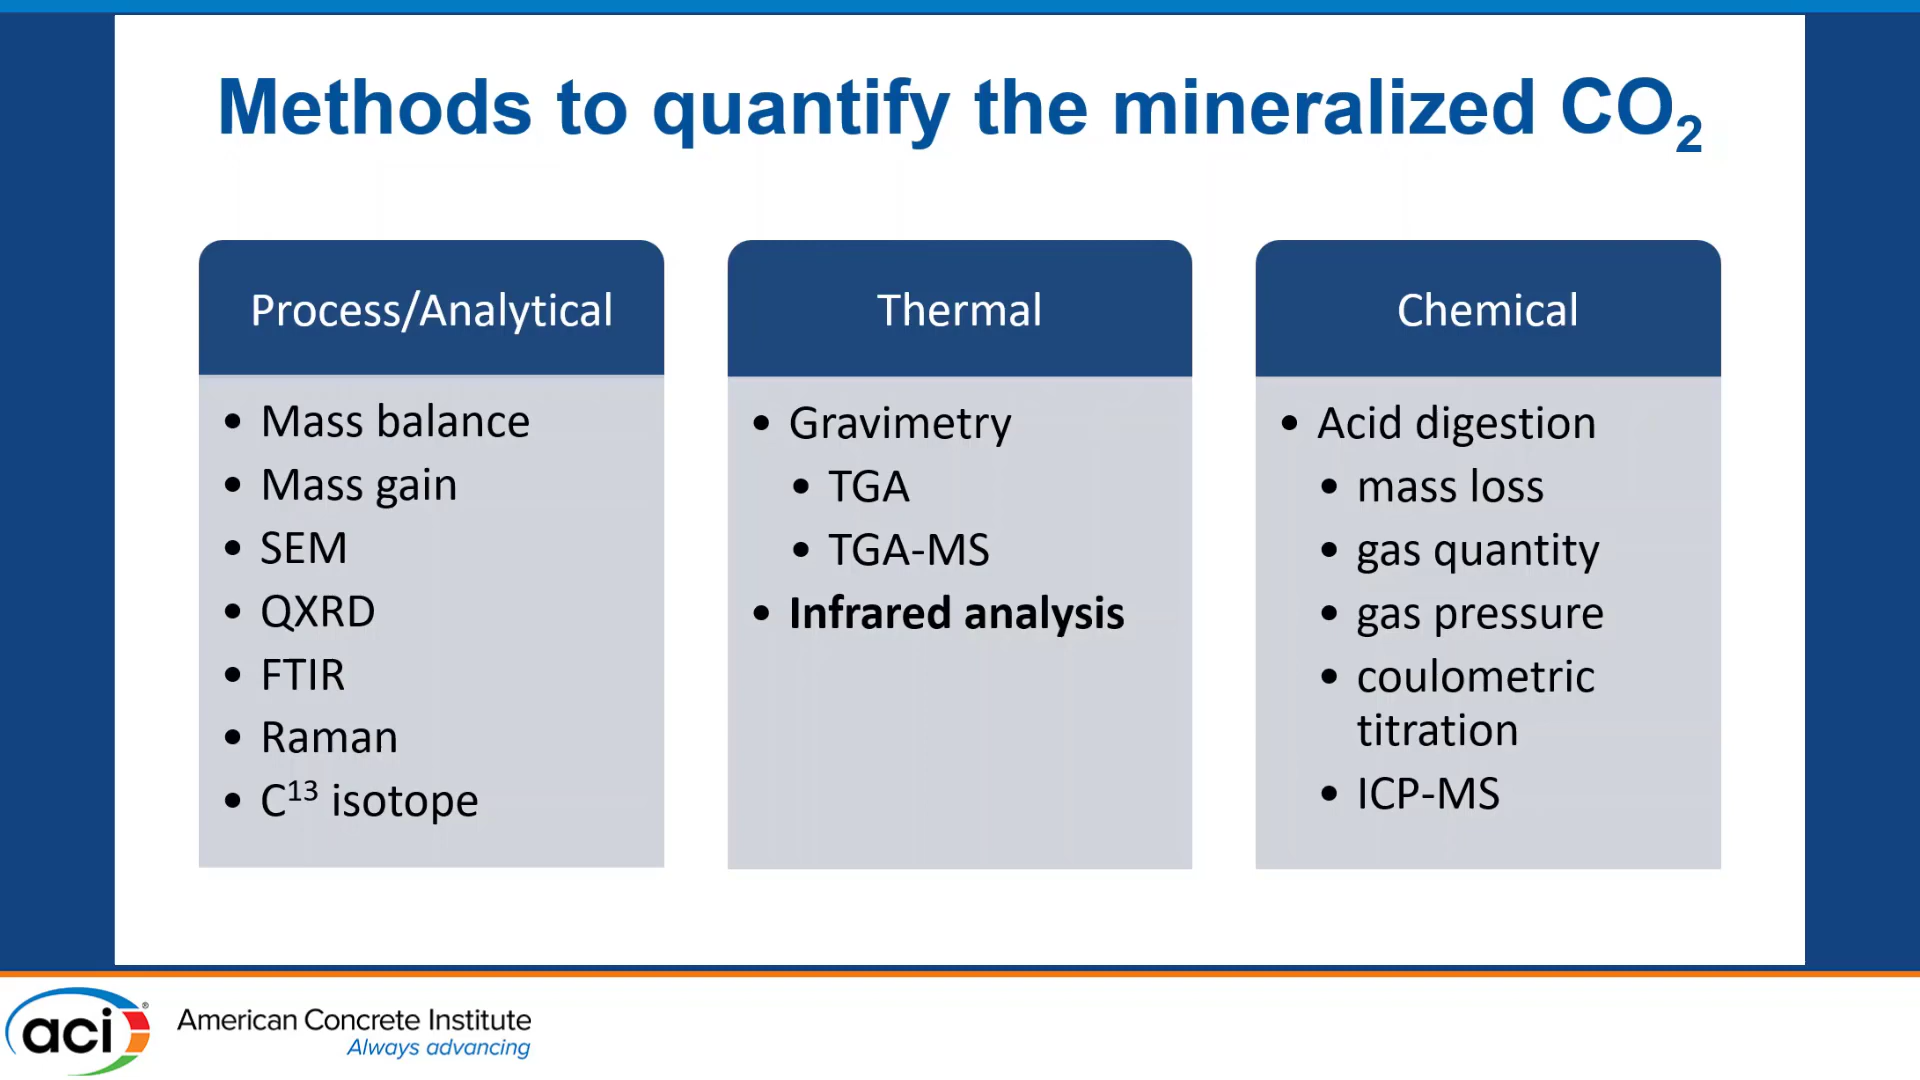 Methods to quantify the mineralized CO₂
Process/Analytical
• Mass balance
• Mass gain
• SEM
• QXRD
• FTIR
• Raman
• C¹³ isotope
Thermal
• Gravimetry
• TGA
• TGA-MS
• Infrared analysis
Chemical
• Acid digestion
• mass loss
• gas quantity
• gas pressure
• coulometric
titration
• ICP-MS
aci®
American Concrete Institute
Always advancing